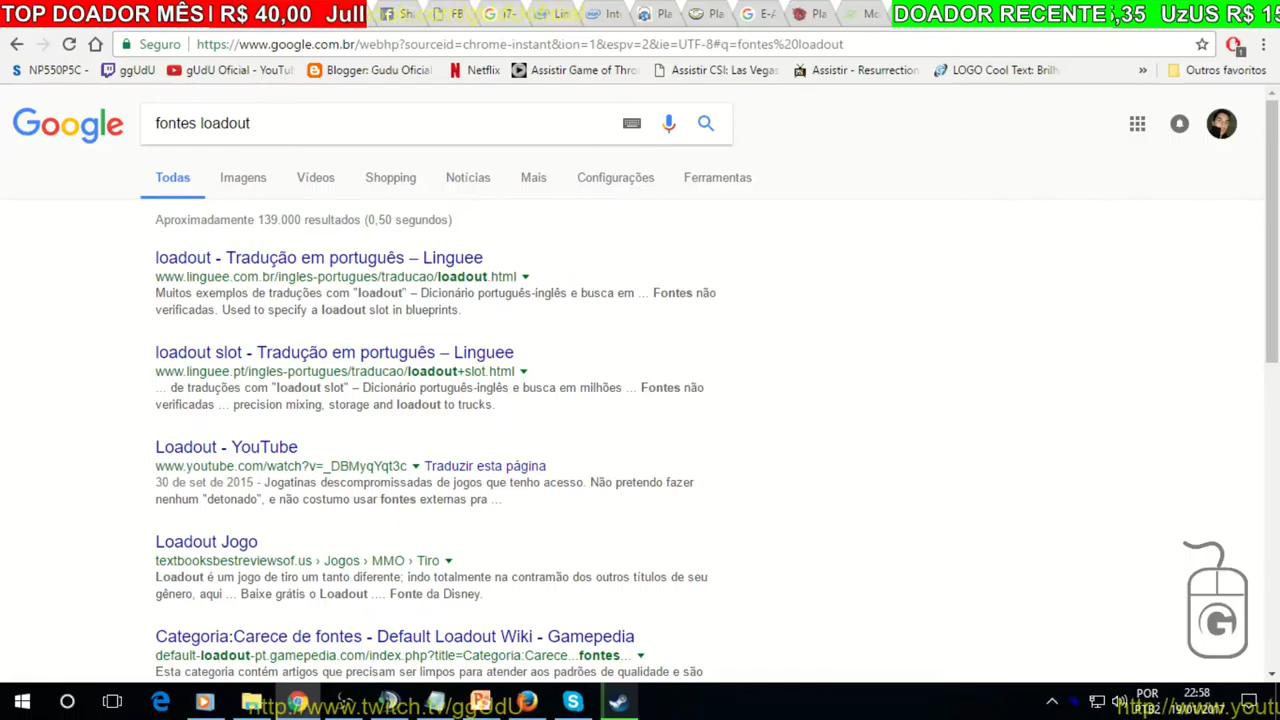 TOP DOADOR MÊS| R$ 40,00 Jull
DOADOR RECENTE 5,35 UzUS R$ 15
Seguro https://www.google.com.br/webhp?sourceid=chrome-instant&ion=1&espv=2&ie=UTF-8#q=fontes%20loadout
NP550P5C - ggUdU gUdU Oficial - YouTu Blogger: Gudu Oficial Netflix Assistir Game of Thro Assistir CSI: Las Vegas Assistir - Resurrection LOGO Cool Text: Brilh » Outros favoritos
Google fontes loadout
Todas Imagens Vídeos Shopping Notícias Mais Configurações Ferramentas
Aproximadamente 139.000 resultados (0,50 segundos)
loadout - Tradução em português – Linguee
www.linguee.com.br/ingles-portugues/traducao/loadout.html
Muitos exemplos de traduções com "loadout" – Dicionário português-inglês e busca em ... Fontes não
verificadas. Used to specify a loadout slot in blueprints.
loadout slot - Tradução em português – Linguee
www.linguee.pt/ingles-portugues/traducao/loadout+slot.html
... de traduções com "loadout slot" – Dicionário português-inglês e busca em milhões ... Fontes não
verificadas ... precision mixing, storage and loadout to trucks.
Loadout - YouTube
www.youtube.com/watch?v=_DBMyqYqt3c Traduzir esta página
30 de set de 2015 - Jogatinas descompromissadas de jogos que tenho acesso. Não pretendo fazer
nenhum "detonado", e não costumo usar fontes externas pra ...
Loadout Jogo
textbooksbestreviewsof.us › Jogos › MMO › Tiro
Loadout é um jogo de tiro um tanto diferente; indo totalmente na contramão dos outros títulos de seu
gênero, aqui ... Baixe grátis o Loadout .... Fonte da Disney.
Categoria:Carece de fontes - Default Loadout Wiki - Gamepedia
default-loadout-pt.gamepedia.com/index.php?title=Categoria:Carece...fontes...
Esta categoria contém artigos que precisam ser limpos para atender aos padrões de qualidade e são
G
POR 22:58
PTB2 19/01/2017
http://www.twitch.tv/ggUdU http://www.youtu